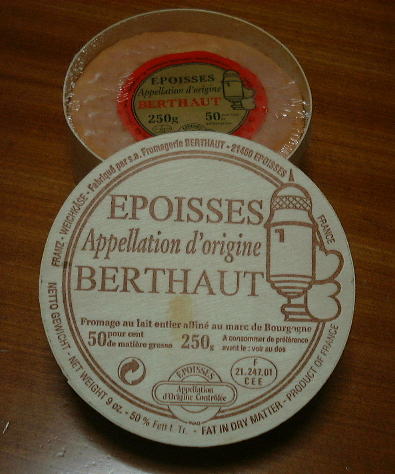 EPOISSES
Appellation d'origine
BERTHAUT
250g 50
Fabriqué par s.a. Fromagerie BERTHAUT - 21460 EPOISSES
FRANCE
FRANZ. WEICHKÄSE
EPOISSES
Appellation d'origine
BERTHAUT
Fromage au lait entier affiné au marc de Bourgogne
50 pour cent
de matière grasse
250g
A consommer de préférence
avant le : voir au dos
F
21.247.01
CEE
EPOISSES
Appellation
d'Origine Contrôlée
NETTO GEWICHT - NET WEIGHT 9 oz. - 50 % Fett i. Tr. - FAT IN DRY MATTER - PRODUCT OF FRANCE